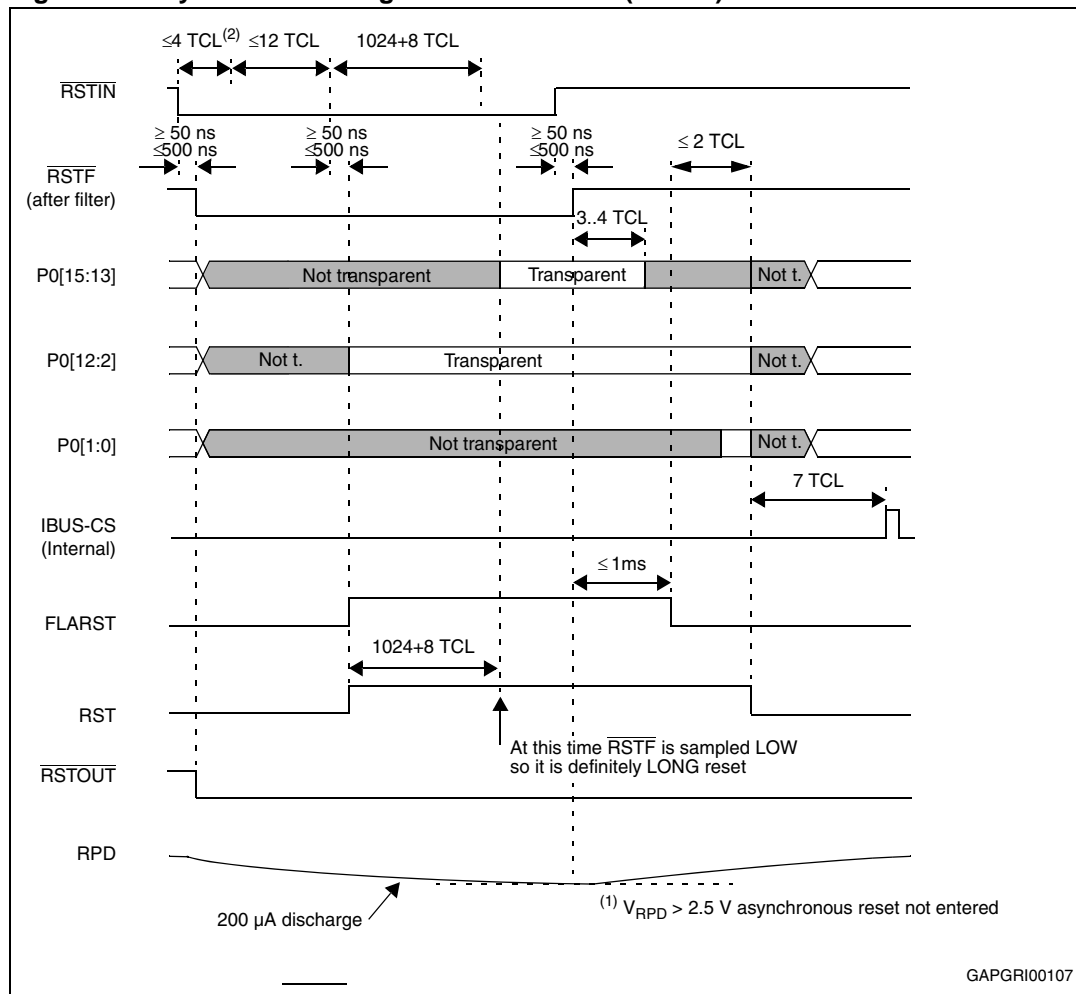 ≤4 TCL(2) ≤12 TCL 1024+8 TCL
RSTIN
≥ 50 ns ≥ 50 ns ≥ 50 ns
≤500 ns ≤500 ns ≤500 ns ≤ 2 TCL
RSTF
(after filter)
3..4 TCL
P0[15:13] Not transparent Transparent Not t.
P0[12:2] Not t. Transparent Not t.
P0[1:0] Not transparent Not t.
7 TCL
IBUS-CS
(Internal)
≤ 1ms
FLARST
1024+8 TCL
RST
At this time RSTF is sampled LOW
so it is definitely LONG reset
RSTOUT
RPD
200 µA discharge
(1) VRPD > 2.5 V asynchronous reset not entered
GAPGRI00107